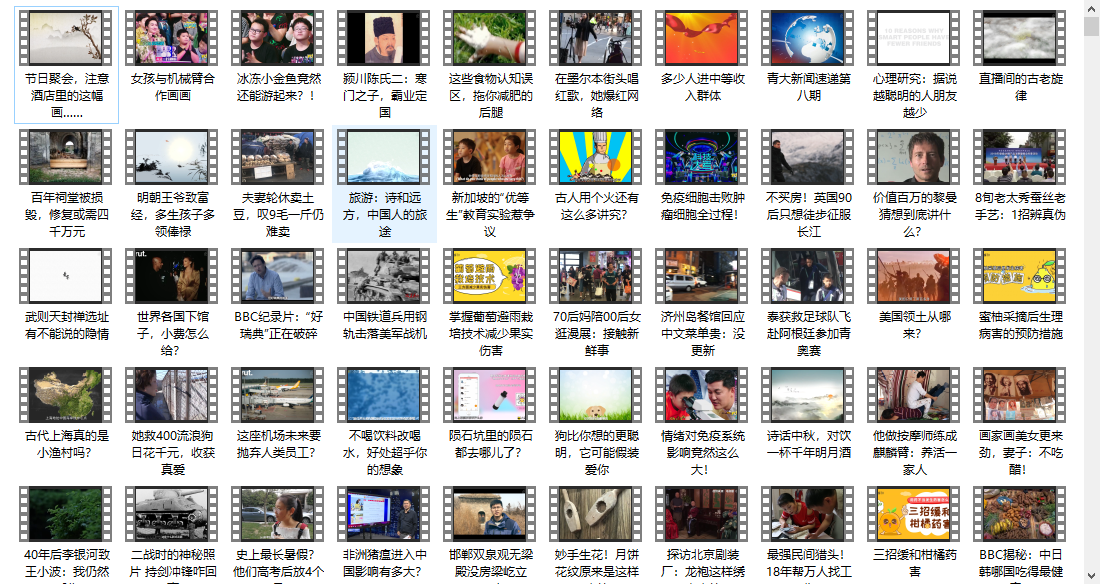 节日聚会，注意
酒店里的这幅
画......
女孩与机械臂合
作画画
冰冻小金鱼竟然
还能游起来？！
颍川陈氏二：寒
门之子，霸业定
国
这些食物认知误
区，拖你减肥的
后腿
在墨尔本街头唱
红歌，她爆红网
络
多少人进中等收
入群体
青大新闻速递第
八期
10 REASONS WHY
SMART PEOPLE HAVE
FEWER FRIENDS
心理研究：据说
越聪明的人朋友
越少
直播间的古老旋
律
百年祠堂被损
毁，修复或需四
千万元
明朝王爷致富
经，多生孩子多
领俸禄
夫妻轮休卖土
豆，叹9毛一斤仍
难卖
旅游：诗和远
方，中国人的旅
途
新加坡的“优等
生”教育实验惹争
议
古人用个火还有
这么多讲究？
免疫细胞击败肿
瘤细胞全过程！
不买房！英国90
后只想徒步征服
长江
价值百万的黎曼
猜想到底讲什
么？
8旬老太秀蚕丝老
手艺：1招辨真伪
武则天封禅选址
有不能说的隐情
rut.
世界各国下馆
子，小费怎么
给？
BBC纪录片：“好
瑞典”正在破碎
中国铁道兵用钢
轨击落美军战机
葡萄避雨
栽培技术
掌握葡萄避雨栽
培技术减少果实
伤害
70后妈陪00后女
逛漫展：接触新
鲜事
济州岛餐馆回应
中文菜单贵：没
更新
泰获救足球队飞
赴阿根廷参加青
奥赛
美国领土从哪
来？
蜜柚采摘后生理
病害的预防措施
古代上海真的是
小渔村吗？
她救400流浪狗
日花千元，收获
真爱
rut.
这座机场未来要
抛弃人类员工？
不喝饮料改喝
水，好处超乎你
的想象
陨石坑里的陨石
都去哪儿了？
狗比你想的更聪
明，它可能假装
爱你
情绪对免疫系统
影响竟然这么
大！
诗话中秋，对饮
一杯千年明月酒
他做按摩师练成
麒麟臂：养活一
家人
画家画美女更来
劲，妻子：不吃
醋！
40年后李银河致
王小波：我仍然
二战时的神秘照
片 持剑冲锋咋回
史上最长暑假？
他们高考后放4个
非洲猪瘟进入中
国影响有多大？
邯郸双泉观无梁
殿没房梁屹立
妙手生花！月饼
花纹原来是这样
探访北京剧装
厂：龙袍这样绣
最强民间猎头！
18年帮万人找工
三招缓和
柑橘药害
三招缓和柑橘药
害
BBC揭秘：中日
韩哪国吃得最健